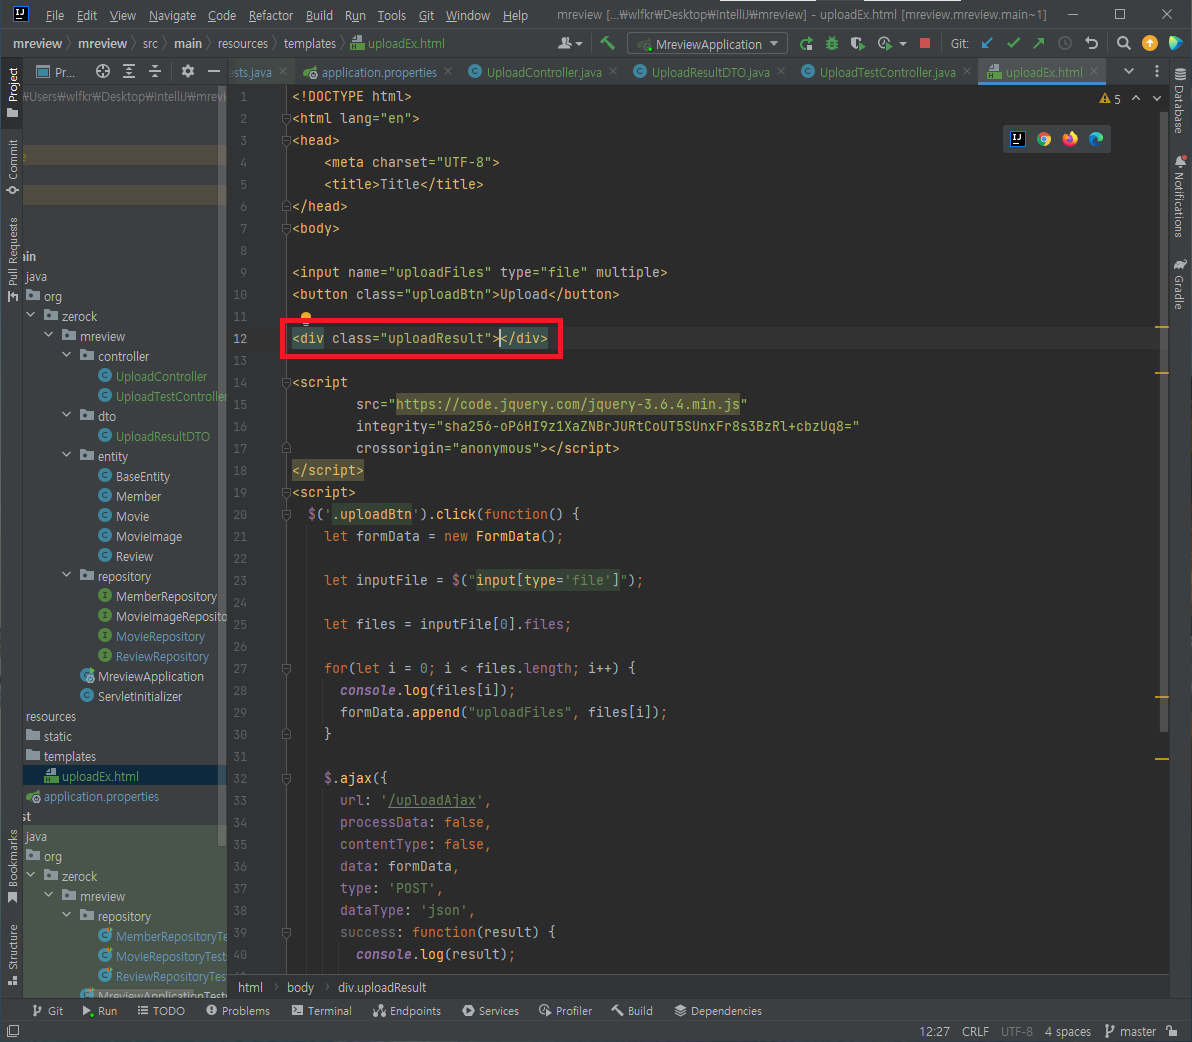 File Edit View Navigate Code Refactor Build Run Tools Git Window Help mreview [...₩wlfkr₩Desktop₩IntelliJ₩mreview] - uploadEx.html [mreview.mreview.main~1]
mreview mreview src main resources templates uploadEx.html MreviewApplication Git:
Project
Commit
Pull Requests
Bookmarks
Structure
Pr...
ests.java application.properties UploadController.java UploadResultDTO.java UploadTestController.java uploadEx.html
₩Users₩wlfkr₩Desktop₩IntelliJ₩mrevi
ain
java
org
zerock
mreview
controller
UploadController
UploadTestController
dto
UploadResultDTO
entity
BaseEntity
Member
Movie
MovieImage
Review
repository
MemberRepository
MovieImageReposito
MovieRepository
ReviewRepository
MreviewApplication
ServletInitializer
resources
static
templates
uploadEx.html
application.properties
st
java
org
zerock
mreview
repository
MemberRepositoryTe
MovieRepositoryTest
ReviewRepositoryTes
MreviewApplicationTests
5
1 <!DOCTYPE html>
2 <html lang="en">
3 <head>
4 <meta charset="UTF-8">
5 <title>Title</title>
6 </head>
7 <body>
8
9 <input name="uploadFiles" type="file" multiple>
10 <button class="uploadBtn">Upload</button>
11
12 <div class="uploadResult"></div>
13
14 <script
15 src="https://code.jquery.com/jquery-3.6.4.min.js"
16 integrity="sha256-oP6HI9z1XaZNBrJURtCoUT5SUnxFr8s3BzRl+cbzUq8="
17 crossorigin="anonymous"></script>
18 </script>
19 <script>
20 $('.uploadBtn').click(function() {
21 let formData = new FormData();
22
23 let inputFile = $("input[type='file']");
24
25 let files = inputFile[0].files;
26
27 for(let i = 0; i < files.length; i++) {
28 console.log(files[i]);
29 formData.append("uploadFiles", files[i]);
30 }
31
32 $.ajax({
33 url: '/uploadAjax',
34 processData: false,
35 contentType: false,
36 data: formData,
37 type: 'POST',
38 dataType: 'json',
39 success: function(result) {
40 console.log(result);
Database
Notifications
Gradle
html body div.uploadResult
Git Run TODO Problems Terminal Endpoints Services Profiler Build Dependencies
12:27 CRLF UTF-8 4 spaces master